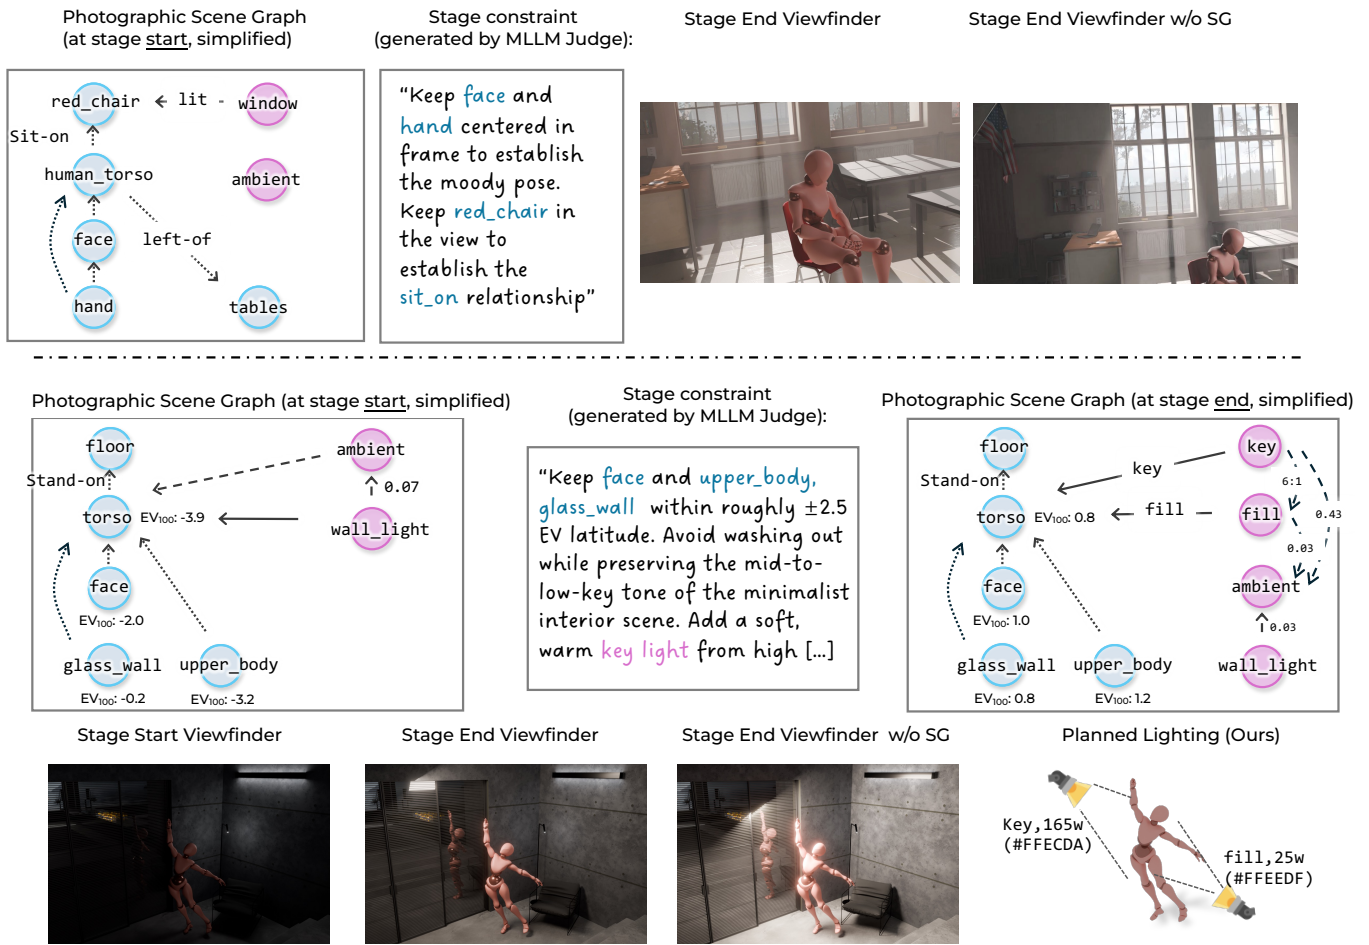 Photographic Scene Graph
(at stage start, simplified)
Stage constraint
(generated by MLLM Judge):
Stage End Viewfinder
Stage End Viewfinder w/o SG
red_chair
lit
window
Sit-on
human_torso
ambient
face
left-of
hand
tables
“Keep face and
hand centered in
frame to establish
the moody pose.
Keep red_chair in
the view to
establish the
sit_on relationship”
Photographic Scene Graph (at stage start, simplified)
Stage constraint
(generated by MLLM Judge):
Photographic Scene Graph (at stage end, simplified)
floor
ambient
Stand-on
0.07
torso
EV100: -3.9
wall_light
face
EV100: -2.0
glass_wall
upper_body
EV100: -0.2
EV100: -3.2
“Keep face and upper_body,
glass_wall within roughly ±2.5
EV latitude. Avoid washing out
while preserving the mid-to-
low-key tone of the minimalist
interior scene. Add a soft,
warm key light from high [...]
floor
key
key
Stand-on
6:1
torso
EV100: 0.8
fill
fill
0.43
0.03
face
ambient
EV100: 1.0
0.03
glass_wall
upper_body
wall_light
EV100: 0.8
EV100: 1.2
Stage Start Viewfinder
Stage End Viewfinder
Stage End Viewfinder w/o SG
Planned Lighting (Ours)
Key,165w
(#FFECDA)
fill,25w
(#FFEEDF)